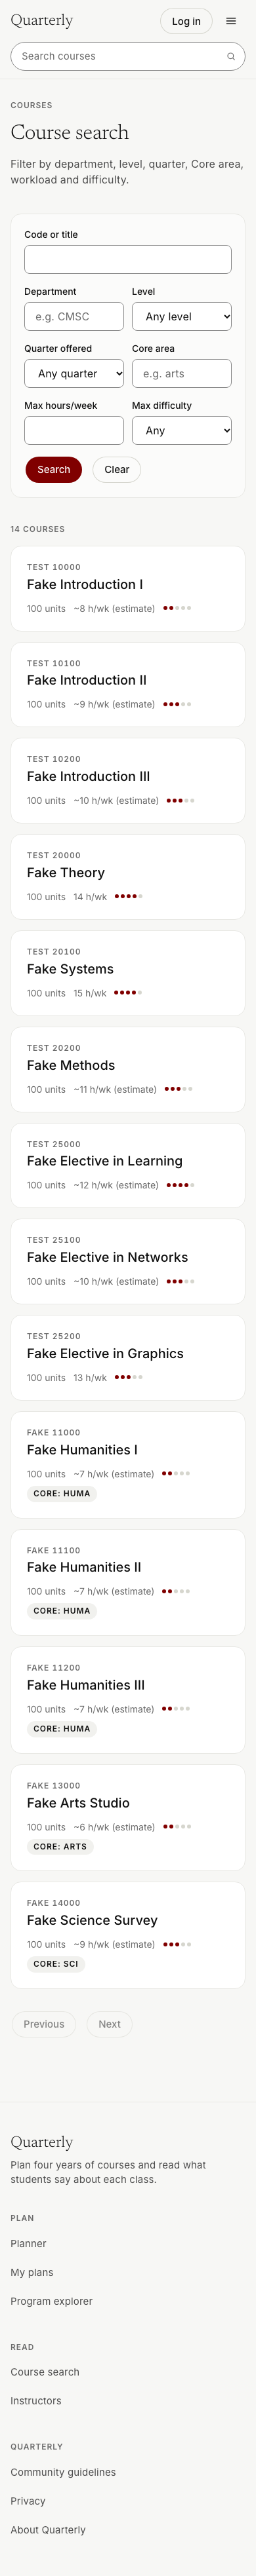 Quarterly
Log in
Search courses
COURSES
Course search
Filter by department, level, quarter, Core area,
workload and difficulty.
Code or title
Department Level
e.g. CMSC Any level
Quarter offered Core area
Any quarter e.g. arts
Max hours/week Max difficulty
Any
Search Clear
14 COURSES
TEST 10000
Fake Introduction I
100 units ~8 h/wk (estimate)
TEST 10100
Fake Introduction II
100 units ~9 h/wk (estimate)
TEST 10200
Fake Introduction III
100 units ~10 h/wk (estimate)
TEST 20000
Fake Theory
100 units 14 h/wk
TEST 20100
Fake Systems
100 units 15 h/wk
TEST 20200
Fake Methods
100 units ~11 h/wk (estimate)
TEST 25000
Fake Elective in Learning
100 units ~12 h/wk (estimate)
TEST 25100
Fake Elective in Networks
100 units ~10 h/wk (estimate)
TEST 25200
Fake Elective in Graphics
100 units 13 h/wk
FAKE 11000
Fake Humanities I
100 units ~7 h/wk (estimate)
CORE: HUMA
FAKE 11100
Fake Humanities II
100 units ~7 h/wk (estimate)
CORE: HUMA
FAKE 11200
Fake Humanities III
100 units ~7 h/wk (estimate)
CORE: HUMA
FAKE 13000
Fake Arts Studio
100 units ~6 h/wk (estimate)
CORE: ARTS
FAKE 14000
Fake Science Survey
100 units ~9 h/wk (estimate)
CORE: SCI
Previous Next
Quarterly
Plan four years of courses and read what
students say about each class.
PLAN
Planner
My plans
Program explorer
READ
Course search
Instructors
QUARTERLY
Community guidelines
Privacy
About Quarterly